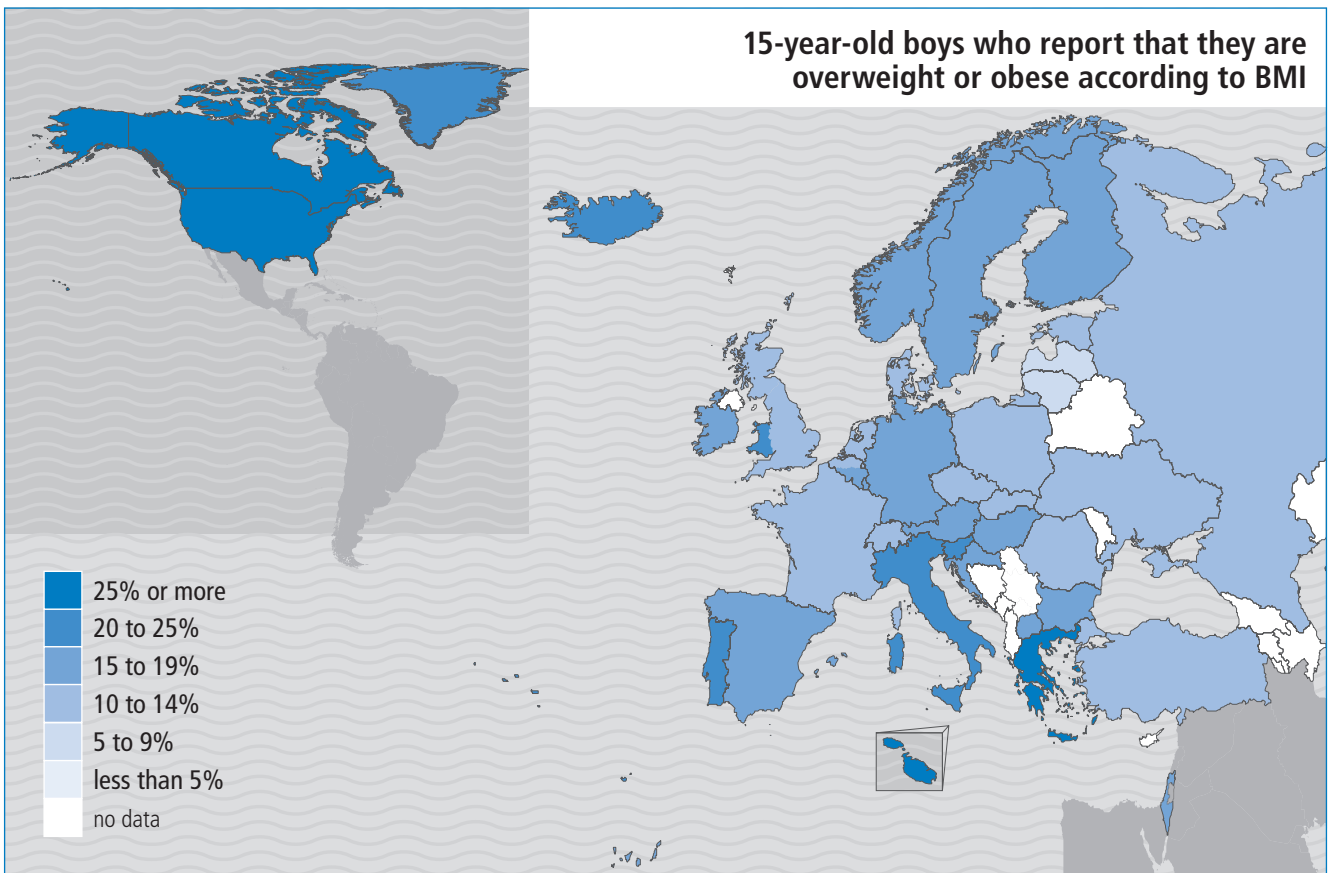 15-year-old boys who report that they are
overweight or obese according to BMI
25% or more
20 to 25%
15 to 19%
10 to 14%
5 to 9%
less than 5%
no data